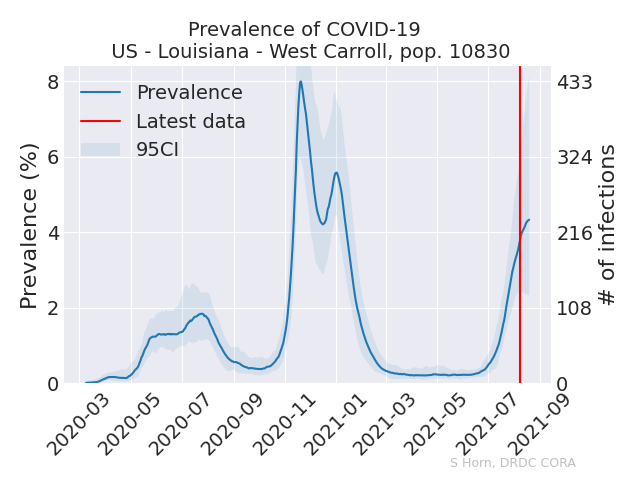 Prevalence of COVID-19
US - Louisiana - West Carroll, pop. 10830
Prevalence
Latest data
95CI
Prevalence (%)
8
6
4
2
0
# of infections
433
324
216
108
0
2020-03
2020-05
2020-07
2020-09
2020-11
2021-01
2021-03
2021-05
2021-07
2021-09
S Horn, DRDC CORA